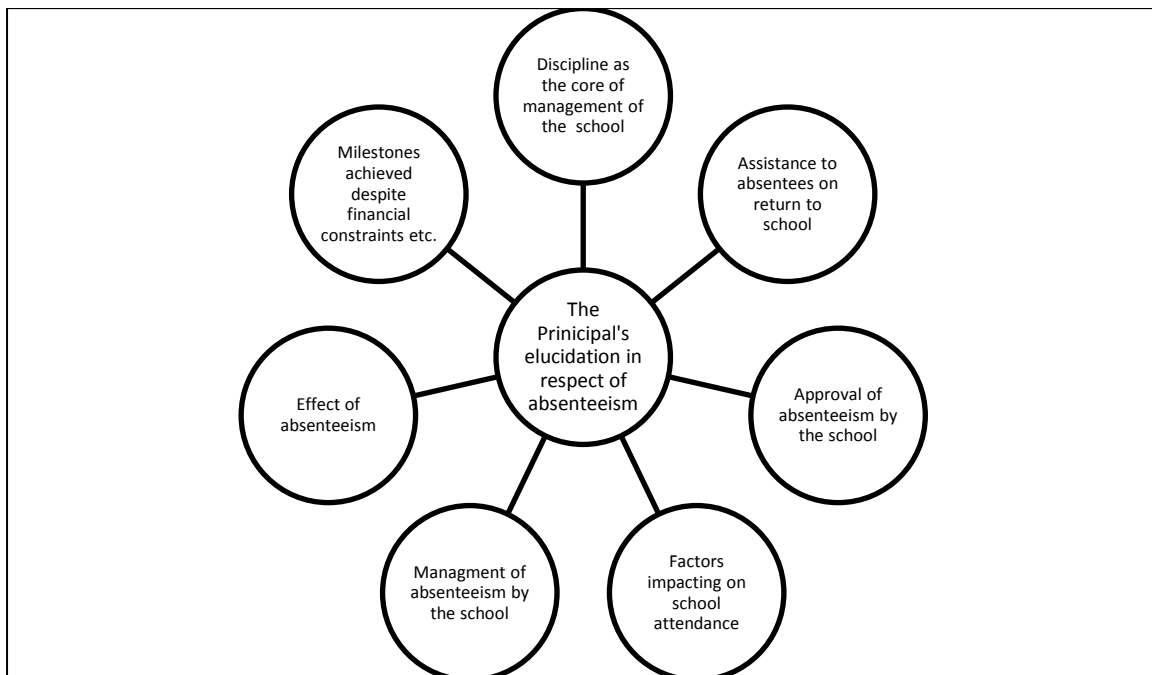 Discipline as
the core of
management of
the school
Assistance to
absentees on
return to
school
Approval of
absenteeism by
the school
Factors
impacting on
school
attendance
Managment of
absenteeism by
the school
Effect of
absenteeism
Milestones
achieved
despite
financial
constraints etc.
The
Prinicipal's
elucidation in
respect of
absenteeism